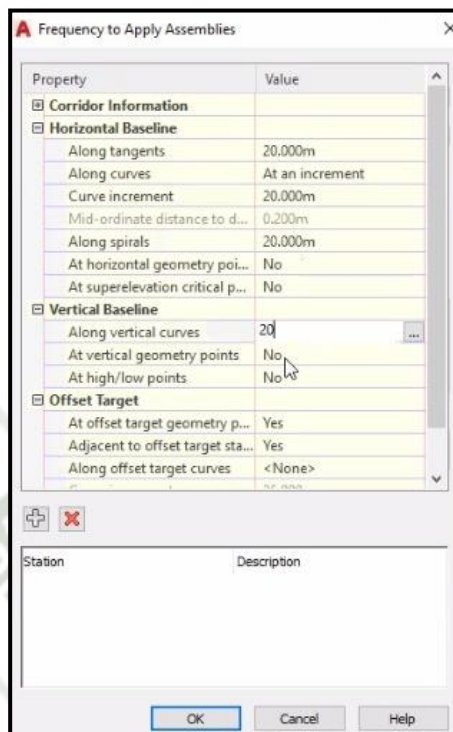 Frequency to Apply Assemblies
Property Value
Corridor Information
Horizontal Baseline
Along tangents 20.000m
Along curves At an increment
Curve increment 20.000m
Mid-ordinate distance to d... 0.200m
Along spirals 20.000m
At horizontal geometry poi... No
At superelevation critical p... No
Vertical Baseline
Along vertical curves 20 ...
At vertical geometry points No
At high/low points No
Offset Target
At offset target geometry p... Yes
Adjacent to offset target sta... Yes
Along offset target curves <None>
Station Description
OK Cancel Help